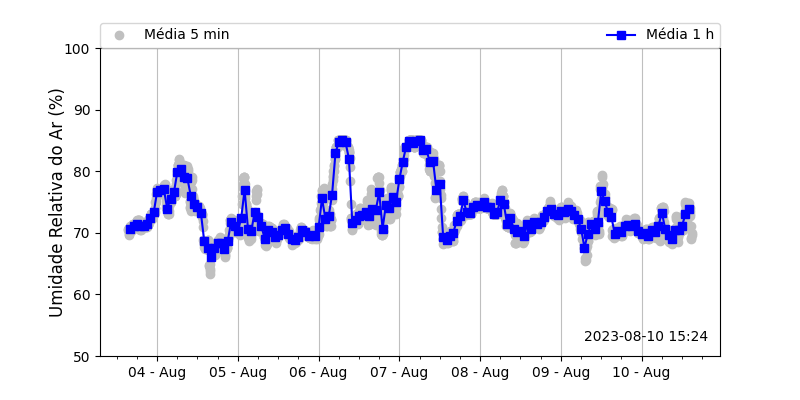 Média 5 min Média 1 h
100
90
80
70
60
50
Umidade Relativa do Ar (%)
2023-08-10 15:24
04 - Aug 05 - Aug 06 - Aug 07 - Aug 08 - Aug 09 - Aug 10 - Aug